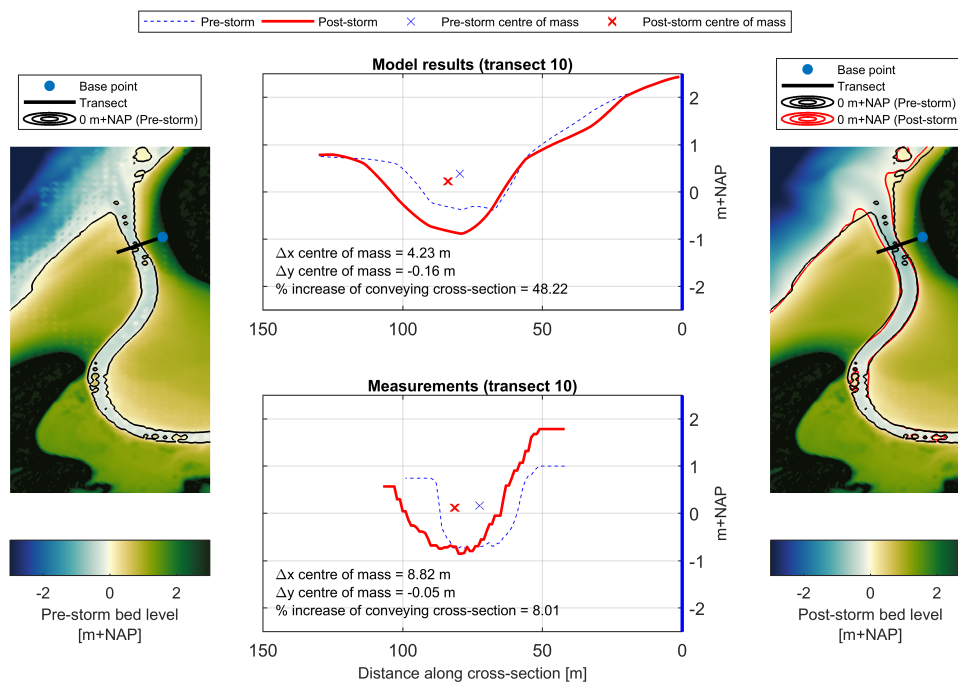 Pre-storm Post-storm Pre-storm centre of mass Post-storm centre of mass
Base point
Transect
0 m+NAP (Pre-storm)
-2 0 2
Pre-storm bed level
[m+NAP]
Model results (transect 10)
2
1
0
-1
-2
m+NAP
Δx centre of mass = 4.23 m
Δy centre of mass = -0.16 m
% increase of conveying cross-section = 48.22
150 100 50 0
Measurements (transect 10)
2
1
0
-1
-2
m+NAP
Δx centre of mass = 8.82 m
Δy centre of mass = -0.05 m
% increase of conveying cross-section = 8.01
150 100 50 0
Distance along cross-section [m]
Base point
Transect
0 m+NAP (Pre-storm)
0 m+NAP (Post-storm
-2 0 2
Post-storm bed level
[m+NAP]